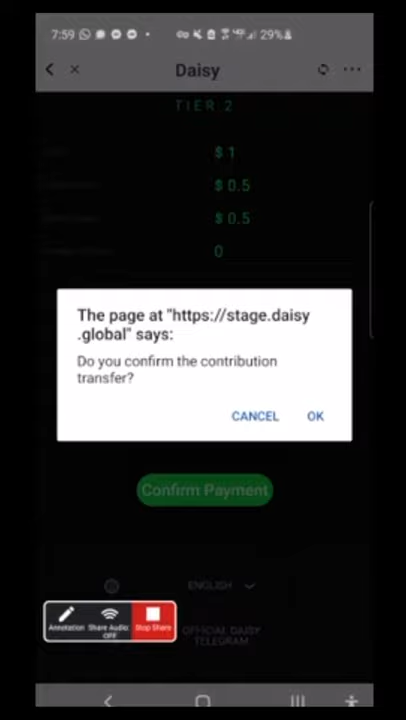 7:59
29%
Daisy
TIER 2
$ 1
$ 0.5
$ 0.5
0
The page at "https://stage.daisy
.global" says:
Do you confirm the contribution
transfer?
CANCEL OK
Confirm Payment
ENGLISH
Annotation Share Audio: Stop Share
OFF
OFFICIAL DAISY
TELEGRAM